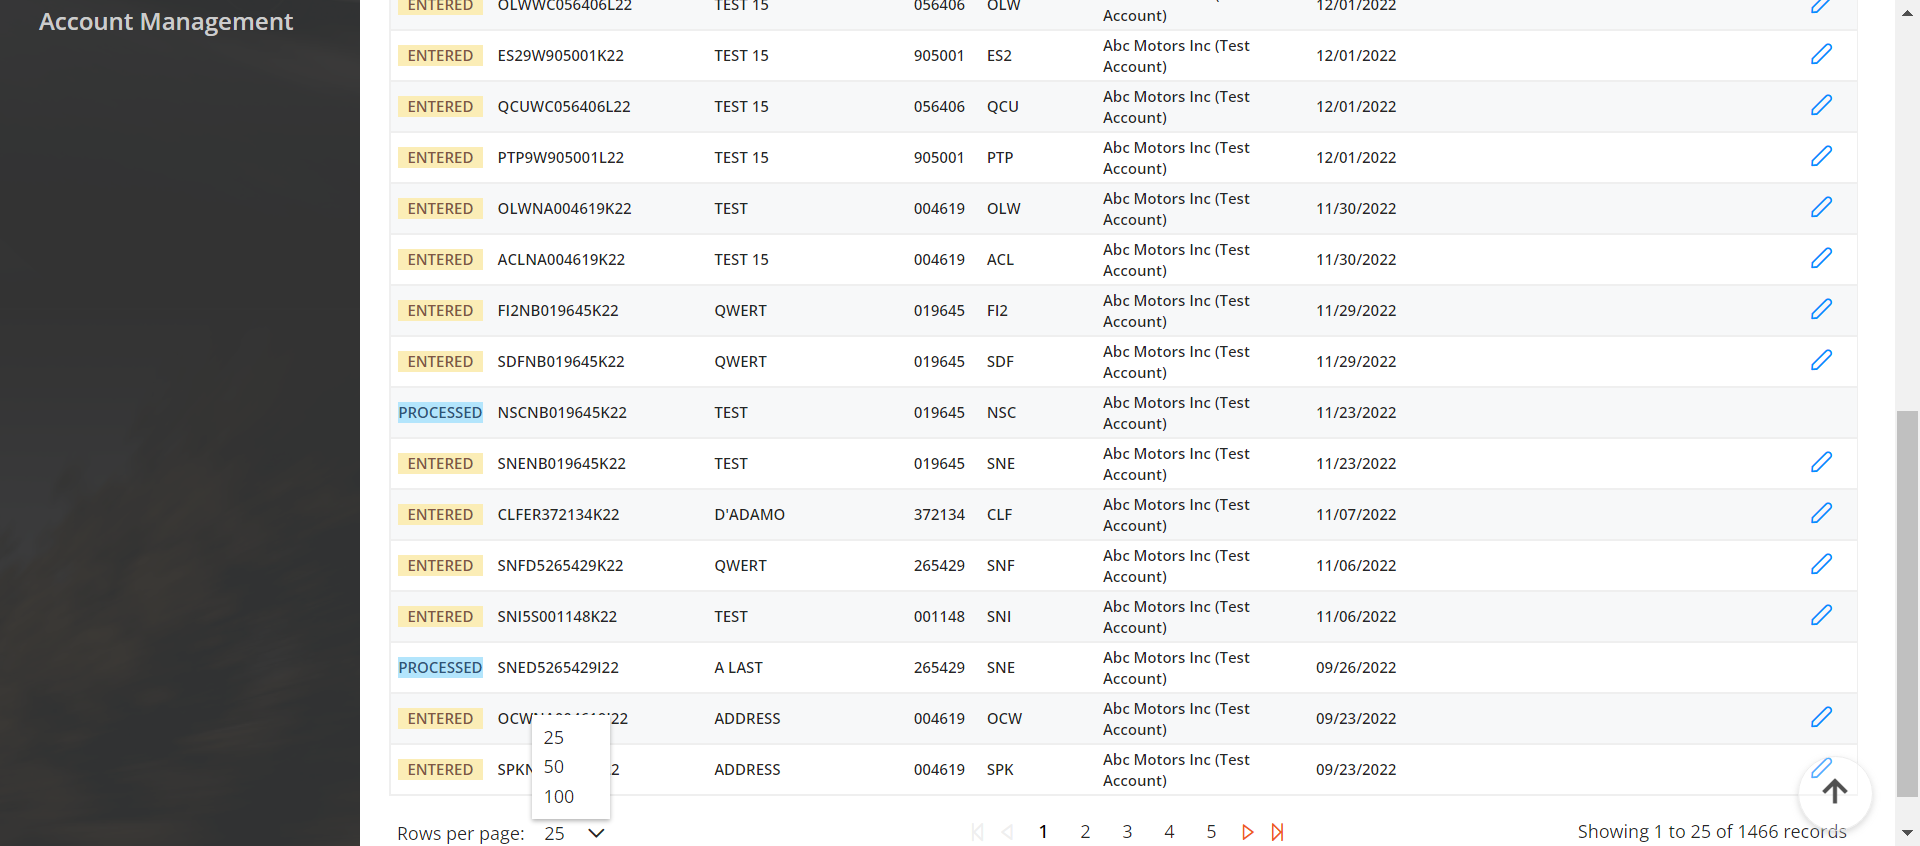 Account Management
ENTERED OLWWC056406L22 TEST 15 056406 OLW 12/01/2022
Account)
ENTERED ES29W905001K22 TEST 15 905001 ES2 Abc Motors Inc (Test 12/01/2022
Account)
ENTERED QCUWC056406L22 TEST 15 056406 QCU Abc Motors Inc (Test 12/01/2022
Account)
ENTERED PTP9W905001L22 TEST 15 905001 PTP Abc Motors Inc (Test 12/01/2022
Account)
ENTERED OLWNA004619K22 TEST 004619 OLW Abc Motors Inc (Test 11/30/2022
Account)
ENTERED ACLNA004619K22 TEST 15 004619 ACL Abc Motors Inc (Test 11/30/2022
Account)
ENTERED FI2NB019645K22 QWERT 019645 FI2 Abc Motors Inc (Test 11/29/2022
Account)
ENTERED SDFNB019645K22 QWERT 019645 SDF Abc Motors Inc (Test 11/29/2022
Account)
PROCESSED NSCNB019645K22 TEST 019645 NSC Abc Motors Inc (Test 11/23/2022
Account)
ENTERED SNENB019645K22 TEST 019645 SNE Abc Motors Inc (Test 11/23/2022
Account)
ENTERED CLFER372134K22 D'ADAMO 372134 CLF Abc Motors Inc (Test 11/07/2022
Account)
ENTERED SNFD5265429K22 QWERT 265429 SNF Abc Motors Inc (Test 11/06/2022
Account)
ENTERED SNI5S001148K22 TEST 001148 SNI Abc Motors Inc (Test 11/06/2022
Account)
PROCESSED SNED5265429I22 A LAST 265429 SNE Abc Motors Inc (Test 09/26/2022
Account)
ENTERED ADDRESS 004619 OCW Abc Motors Inc (Test 09/23/2022
Account)
ENTERED ADDRESS 004619 SPK Abc Motors Inc (Test 09/23/2022
Account)
25
50
100
Rows per page: 25 1 2 3 4 5 Showing 1 to 25 of 1466 records